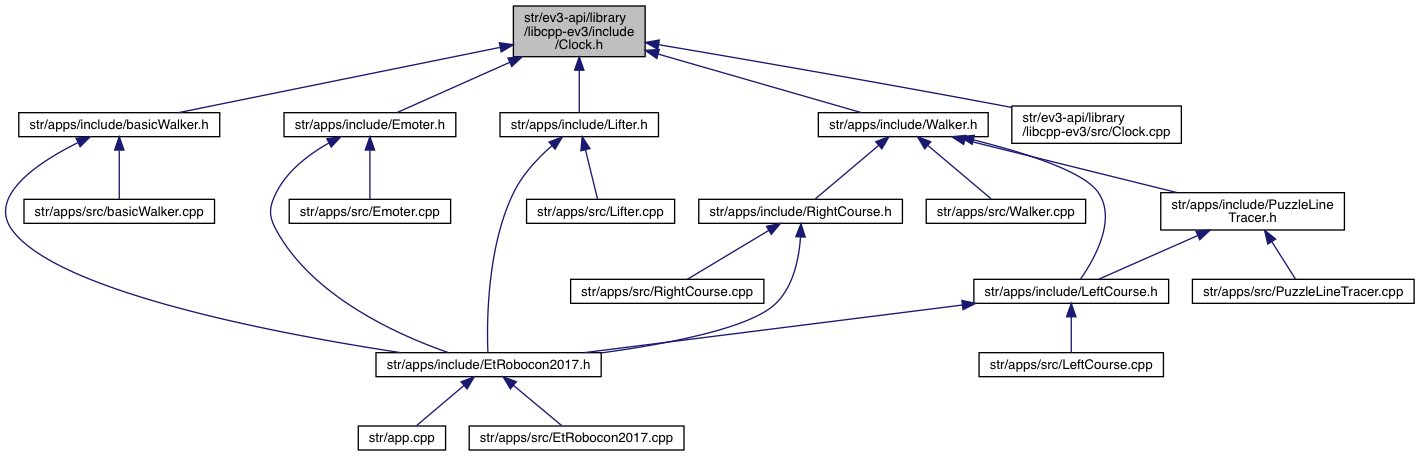 str/ev3-api/library
/libcpp-ev3/include
/Clock.h
str/apps/include/basicWalker.h
str/apps/include/Emoter.h
str/apps/include/Lifter.h
str/apps/include/Walker.h
str/ev3-api/library
/libcpp-ev3/src/Clock.cpp
str/apps/src/basicWalker.cpp
str/apps/src/Emoter.cpp
str/apps/src/Lifter.cpp
str/apps/include/RightCourse.h
str/apps/src/Walker.cpp
str/apps/include/PuzzleLine
Tracer.h
str/apps/src/RightCourse.cpp
str/apps/include/LeftCourse.h
str/apps/src/PuzzleLineTracer.cpp
str/apps/include/EtRobocon2017.h
str/apps/src/LeftCourse.cpp
str/app.cpp
str/apps/src/EtRobocon2017.cpp